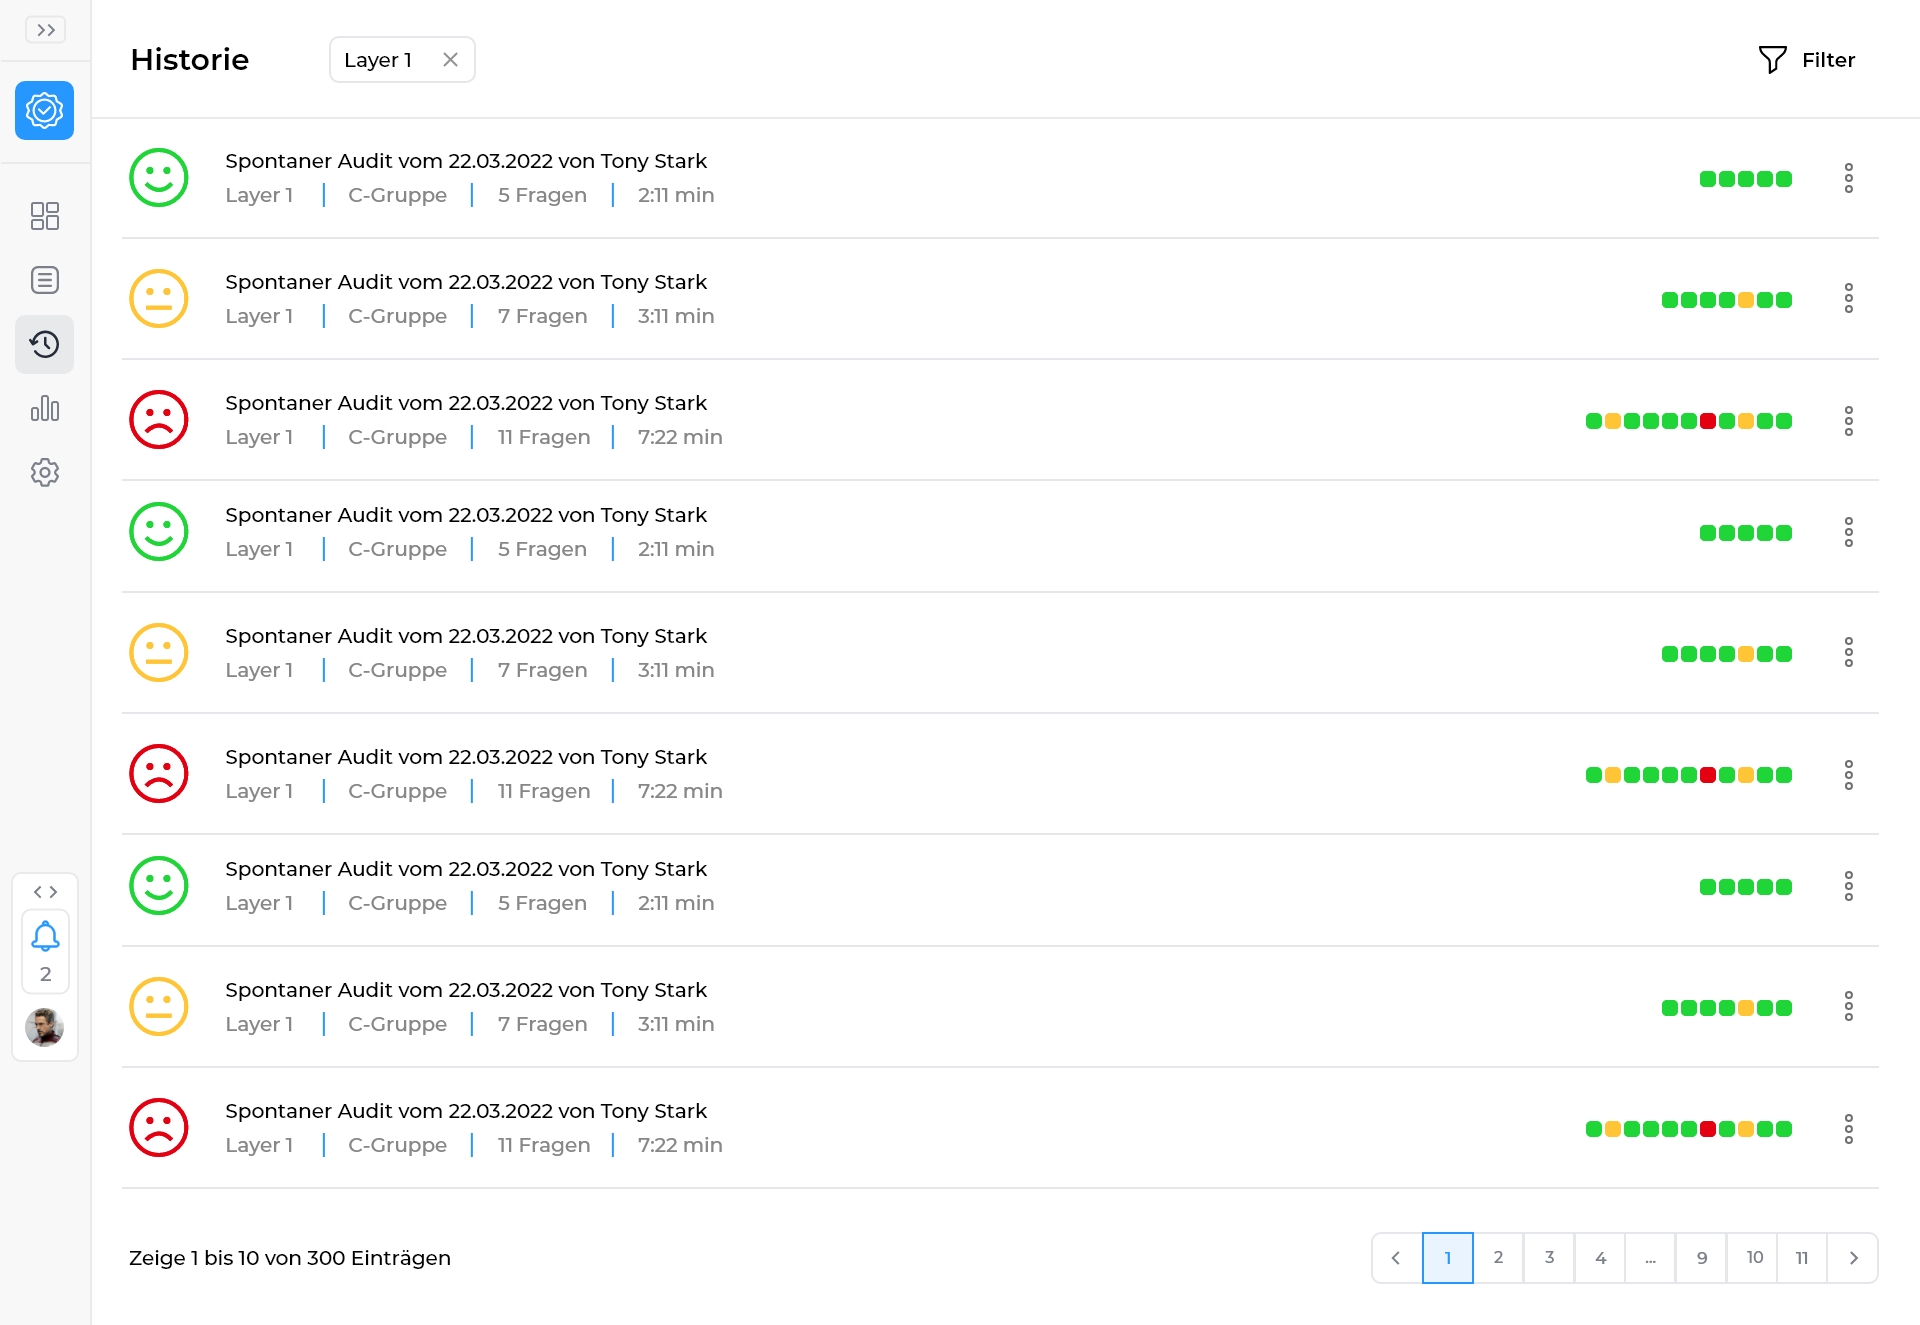 Historie
Layer 1
Filter
Spontaner Audit vom 22.03.2022 von Tony Stark
Layer 1 C-Gruppe 5 Fragen 2:11 min
Spontaner Audit vom 22.03.2022 von Tony Stark
Layer 1 C-Gruppe 7 Fragen 3:11 min
Spontaner Audit vom 22.03.2022 von Tony Stark
Layer 1 C-Gruppe 11 Fragen 7:22 min
Spontaner Audit vom 22.03.2022 von Tony Stark
Layer 1 C-Gruppe 5 Fragen 2:11 min
Spontaner Audit vom 22.03.2022 von Tony Stark
Layer 1 C-Gruppe 7 Fragen 3:11 min
Spontaner Audit vom 22.03.2022 von Tony Stark
Layer 1 C-Gruppe 11 Fragen 7:22 min
Spontaner Audit vom 22.03.2022 von Tony Stark
Layer 1 C-Gruppe 5 Fragen 2:11 min
Spontaner Audit vom 22.03.2022 von Tony Stark
Layer 1 C-Gruppe 7 Fragen 3:11 min
Spontaner Audit vom 22.03.2022 von Tony Stark
Layer 1 C-Gruppe 11 Fragen 7:22 min
2
Zeige 1 bis 10 von 300 Einträgen
1 2 3 4 ... 9 10 11